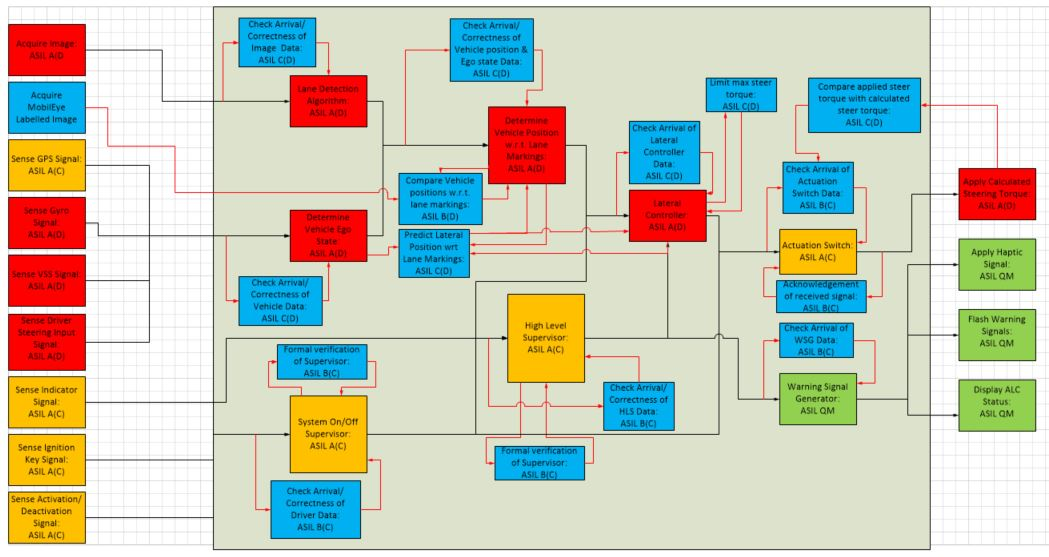 Acquire Image:
ASIL A(D
Acquire
MobilEye
Labelled Image
Sense GPS Signal:
ASIL A(C)
Sense Gyro
Signal:
ASIL A(D)
Sense VSS Signal:
ASIL A(D)
Sense Driver
Steering Input
Signal:
ASIL A(D)
Sense Indicator
Signal:
ASIL A(C)
Sense Ignition
Key Signal:
ASIL A(C)
Sense Activation/
Deactivation
Signal:
ASIL A(C)
Check Arrival/
Correctness of
Image Data:
ASIL C(D)
Lane Detection
Algorithm:
ASIL A(D)
Determine
Vehicle Ego
State:
ASIL A(D)
Check Arrival/
Correctness of
Vehicle Data:
ASIL C(D)
Formal verification
of Supervisor:
ASIL B(C)
System On/Off
Supervisor:
ASIL A(C)
Check Arrival/
Correctness of
Driver Data:
ASIL B(C)
Check Arrival/
Correctness of
Vehicle position &
Ego state Data:
ASIL C(D)
Determine
Vehicle Position
w.r.t. Lane
Markings:
ASIL A(D)
Compare Vehicle
positions w.r.t.
lane markings:
ASIL B(D)
Predict Lateral
Position wrt
Lane Markings:
ASIL C(D)
High Level
Supervisor:
ASIL A(C)
Check Arrival/
Correctness of
HLS Data:
ASIL B(C)
Formal verification
of Supervisor:
ASIL B(C)
Limit max steer
torque:
ASIL C(D)
Check Arrival of
Lateral
Controller
Data:
ASIL C(D)
Lateral
Controller:
ASIL A(D)
Compare applied steer
torque with calculated
steer torque:
ASIL C(D)
Check Arrival of
Actuation
Switch Data:
ASIL B(C)
Actuation Switch:
ASIL A(C)
Acknowledgement
of received signal:
ASIL B(C)
Check Arrival of
WSG Data:
ASIL B(C)
Warning Signal
Generator:
ASIL QM
Apply Calculated
Steering Torque:
ASIL A(D)
Apply Haptic
Signal:
ASIL QM
Flash Warning
Signals:
ASIL QM
Display ALC
Status:
ASIL QM